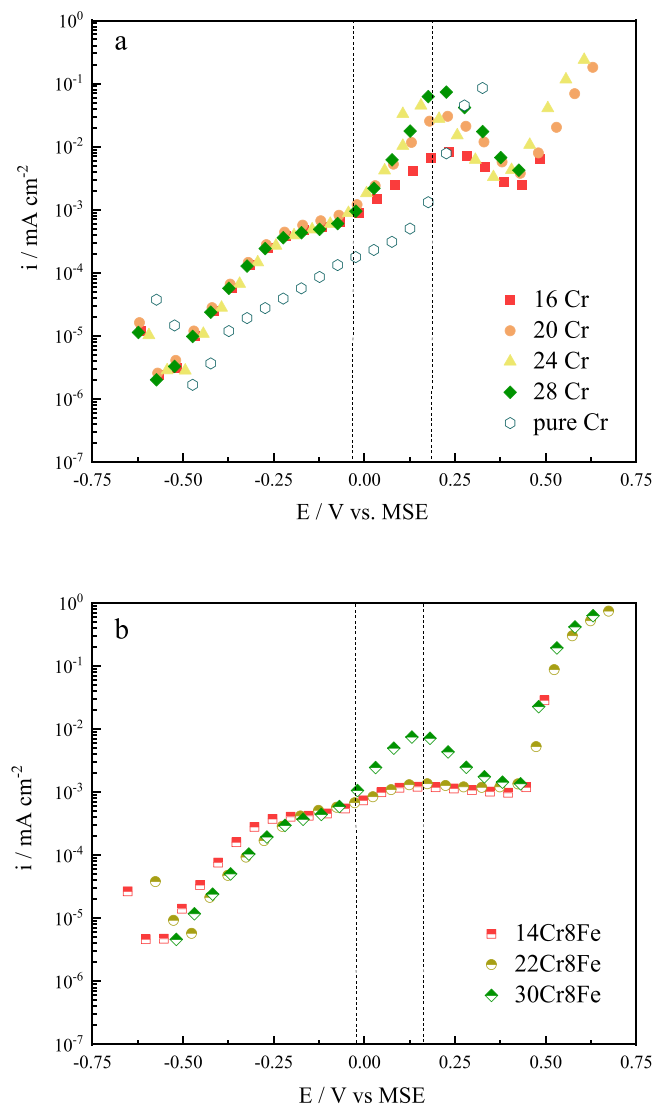 a
10⁰
10⁻¹
10⁻²
10⁻³
10⁻⁴
10⁻⁵
10⁻⁶
10⁻⁷
i / mA cm⁻²
16 Cr
20 Cr
24 Cr
28 Cr
pure Cr
-0.75 -0.50 -0.25 0.00 0.25 0.50 0.75
E / V vs. MSE
b
10⁰
10⁻¹
10⁻²
10⁻³
10⁻⁴
10⁻⁵
10⁻⁶
10⁻⁷
i / mA cm⁻²
14Cr8Fe
22Cr8Fe
30Cr8Fe
-0.75 -0.50 -0.25 0.00 0.25 0.50 0.75
E / V vs MSE